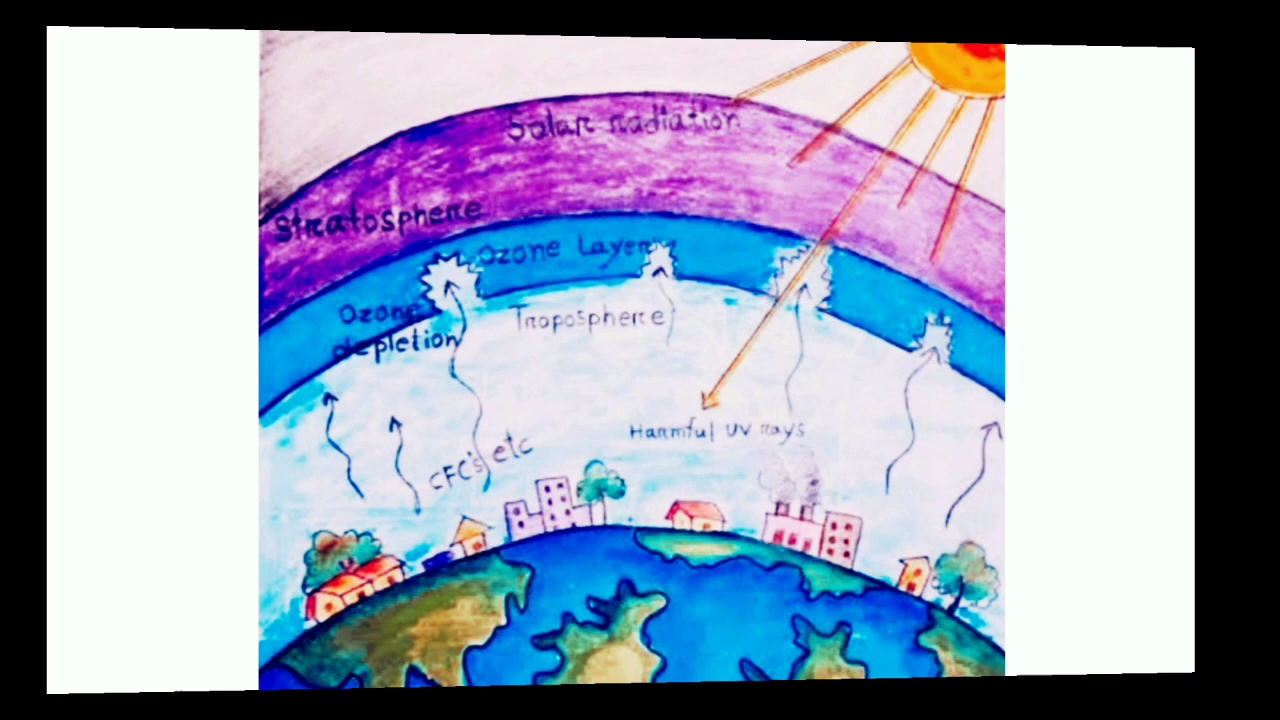 Solar radiation
Stratosphere
Ozone Layer
Ozone
depletion
Troposphere
Harmful UV rays
CFC's etc